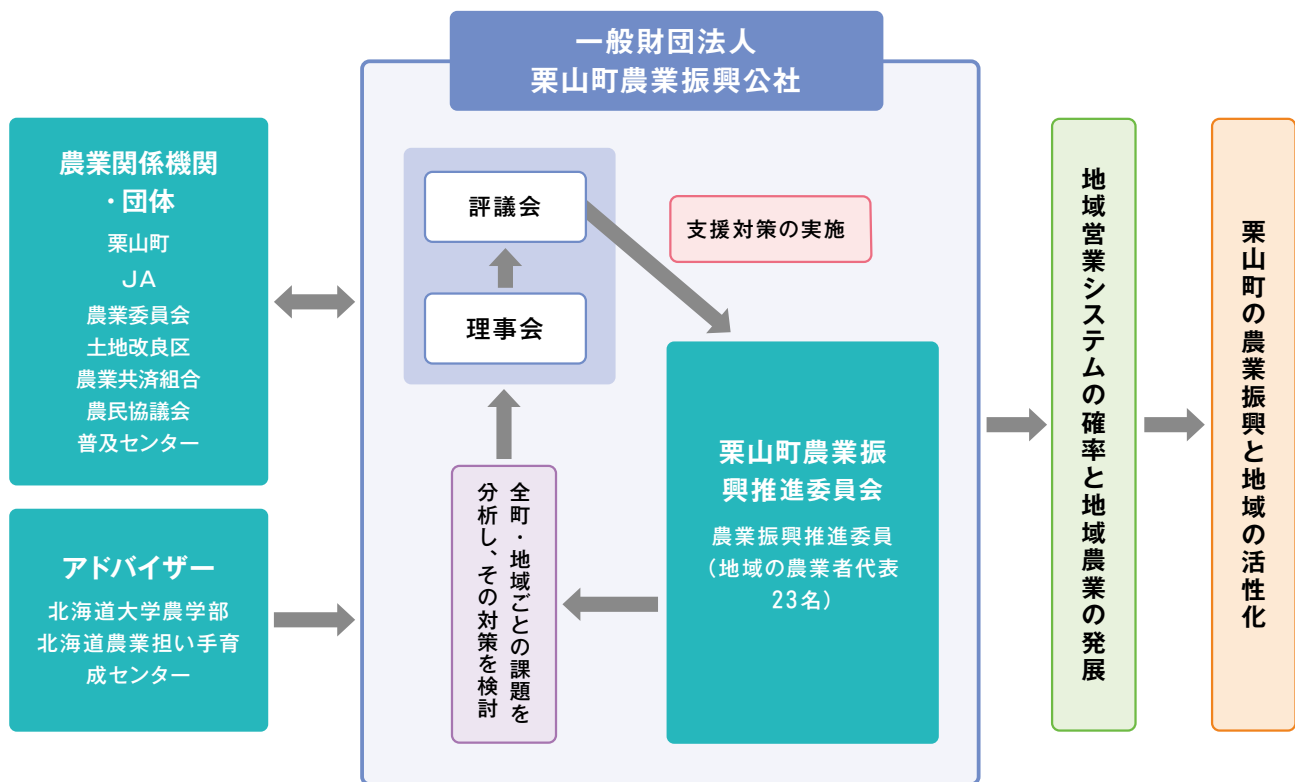 一般財団法人
栗山町農業振興公社
農業関係機関
・団体
栗山町
JA
農業委員会
土地改良区
農業共済組合
農民協議会
普及センター
アドバイザー
北海道大学農学部
北海道農業担い手育
成センター
評議会
理事会
支援対策の実施
全町・地域ごとの課題を
分析し、その対策を検討
栗山町農業振
興推進委員会
農業振興推進委員
（地域の農業者代表
23名）
地域営業システムの確率と地域農業の発展
栗山町の農業振興と地域の活性化